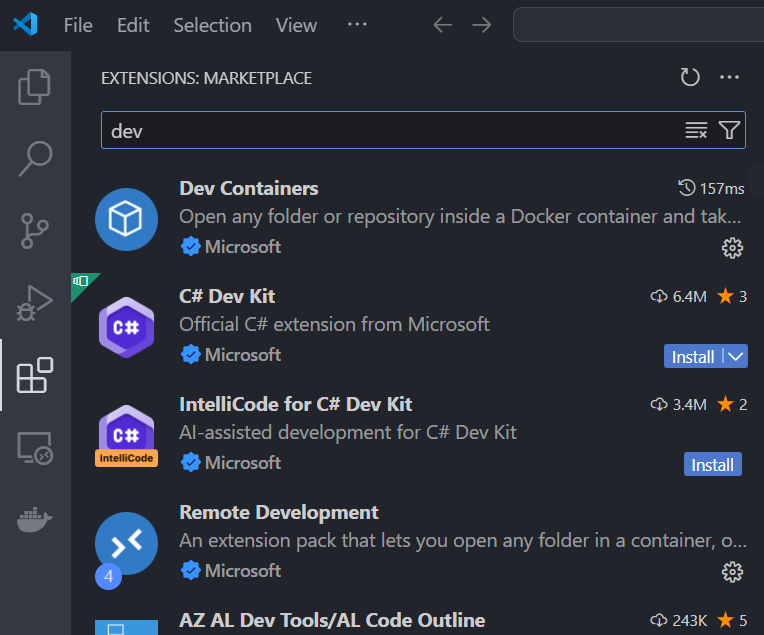 File Edit Selection View ···
EXTENSIONS: MARKETPLACE
dev
Dev Containers 157ms
Open any folder or repository inside a Docker container and tak...
Microsoft
C# Dev Kit 6.4M 3
C#
Official C# extension from Microsoft
Microsoft Install
IntelliCode for C# Dev Kit 3.4M 2
C#
AI-assisted development for C# Dev Kit
IntelliCode
Microsoft Install
Remote Development
An extension pack that lets you open any folder in a container, o...
4 Microsoft
AZ AL Dev Tools/AL Code Outline 243K 5